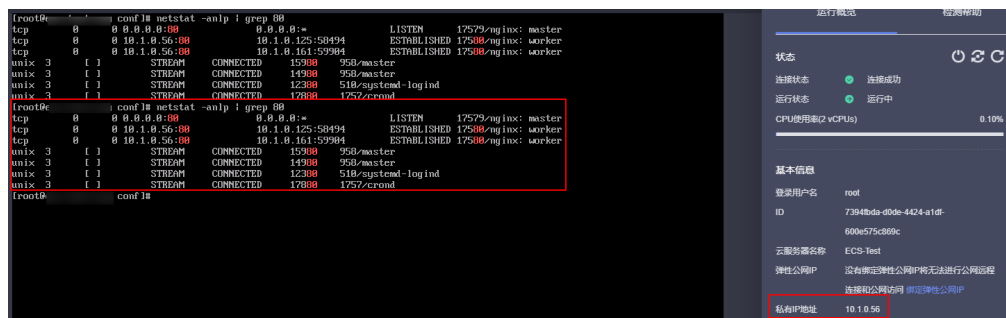 [root@ conf]# netstat -anlp | grep 80
tcp 0 0 0.0.0.0:80 0.0.0.0:* LISTEN 17579/nginx: master
tcp 0 0 10.1.0.56:80 10.1.0.125:58494 ESTABLISHED 17580/nginx: worker
tcp 0 0 10.1.0.56:80 10.1.0.161:59904 ESTABLISHED 17580/nginx: worker
unix 3 [ ] STREAM CONNECTED 15980 958/master
unix 3 [ ] STREAM CONNECTED 14980 958/master
unix 3 [ ] STREAM CONNECTED 12380 510/systemd-logind
unix 3 [ ] STREAM CONNECTED 17880 1757/crond
[root@ conf]# netstat -anlp | grep 80
tcp 0 0 0.0.0.0:80 0.0.0.0:* LISTEN 17579/nginx: master
tcp 0 0 10.1.0.56:80 10.1.0.125:58494 ESTABLISHED 17580/nginx: worker
tcp 0 0 10.1.0.56:80 10.1.0.161:59904 ESTABLISHED 17580/nginx: worker
unix 3 [ ] STREAM CONNECTED 15980 958/master
unix 3 [ ] STREAM CONNECTED 14980 958/master
unix 3 [ ] STREAM CONNECTED 12380 510/systemd-logind
unix 3 [ ] STREAM CONNECTED 17880 1757/crond
[root@ conf]#
运行概览 检测帮助
状态
连接状态 连接成功
运行状态 运行中
CPU使用率(2 vCPUs) 0.10%
基本信息
登录用户名 root
ID 7394fbda-d0de-4424-a1df-
600e575c869c
云服务器名称 ECS-Test
弹性公网IP 没有绑定弹性公网IP将无法进行公网远程
连接和公网访问 绑定弹性公网IP
私有IP地址 10.1.0.56